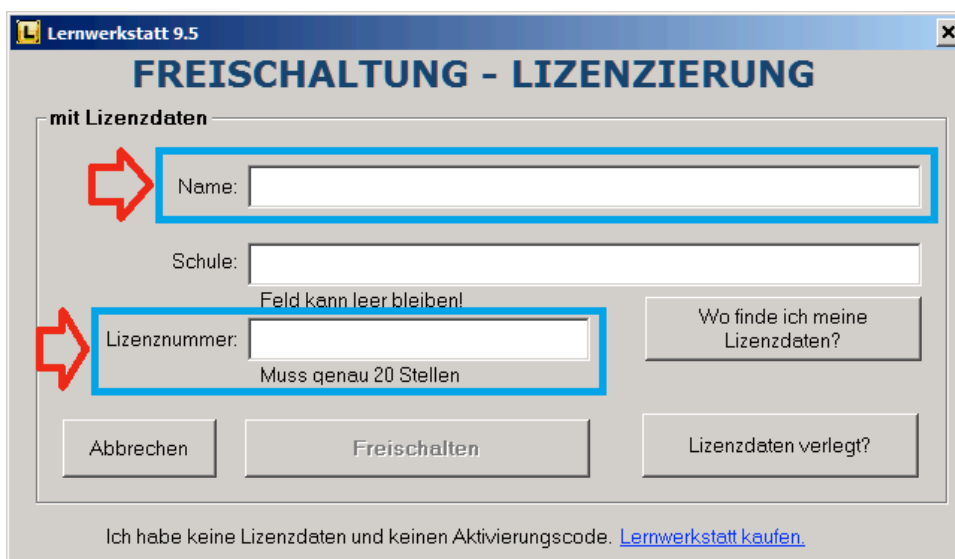 Lernwerkstatt 9.5
FREISCHALTUNG - LIZENZIERUNG
mit Lizenzdaten
Name:
Schule:
Feld kann leer bleiben!
Lizenznummer:
Wo finde ich meine
Lizenzdaten?
Muss genau 20 Stellen
Abbrechen
Freischalten
Lizenzdaten verlegt?
Ich habe keine Lizenzdaten und keinen Aktivierungscode. Lernwerkstatt kaufen.